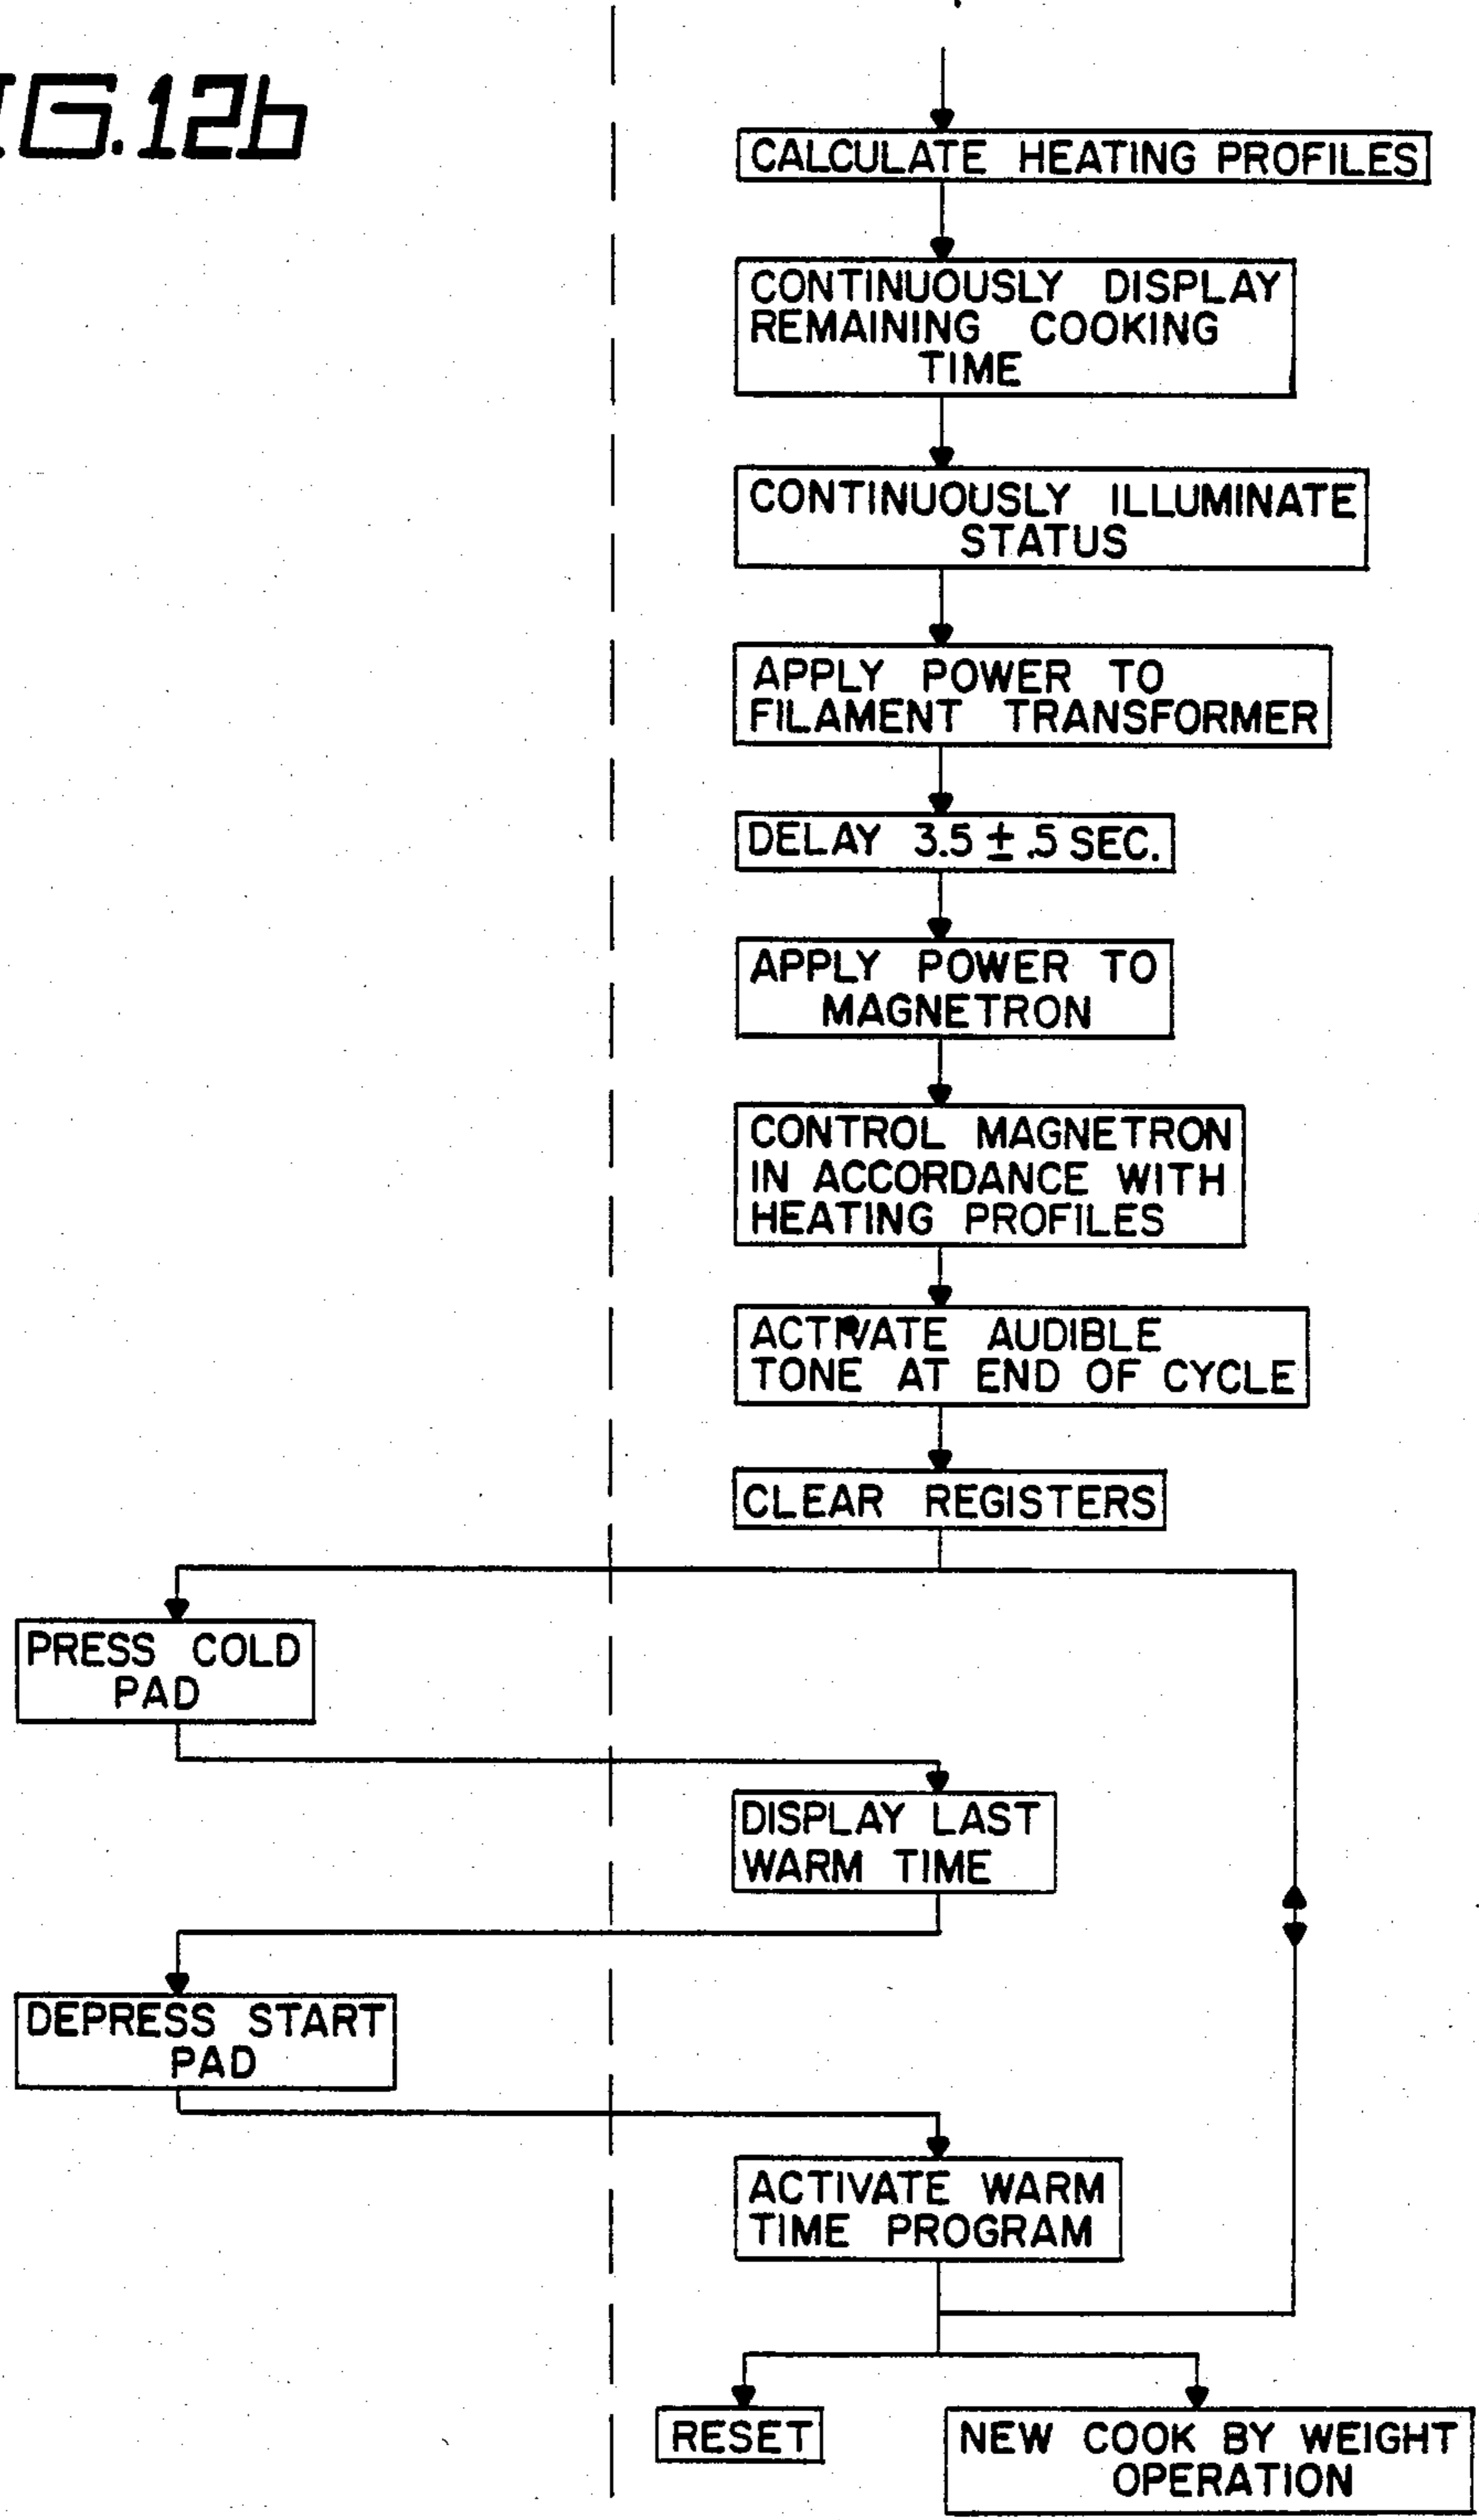 IG.12b
CALCULATE HEATING PROFILES
CONTINUOUSLY DISPLAY
REMAINING COOKING
TIME
CONTINUOUSLY ILLUMINATE
STATUS
APPLY POWER TO
FILAMENT TRANSFORMER
DELAY 3.5 ± .5 SEC.
APPLY POWER TO
MAGNETRON
CONTROL MAGNETRON
IN ACCORDANCE WITH
HEATING PROFILES
ACTIVATE AUDIBLE
TONE AT END OF CYCLE
CLEAR REGISTERS
PRESS COLD
PAD
DISPLAY LAST
WARM TIME
DEPRESS START
PAD
ACTIVATE WARM
TIME PROGRAM
RESET
NEW COOK BY WEIGHT
OPERATION